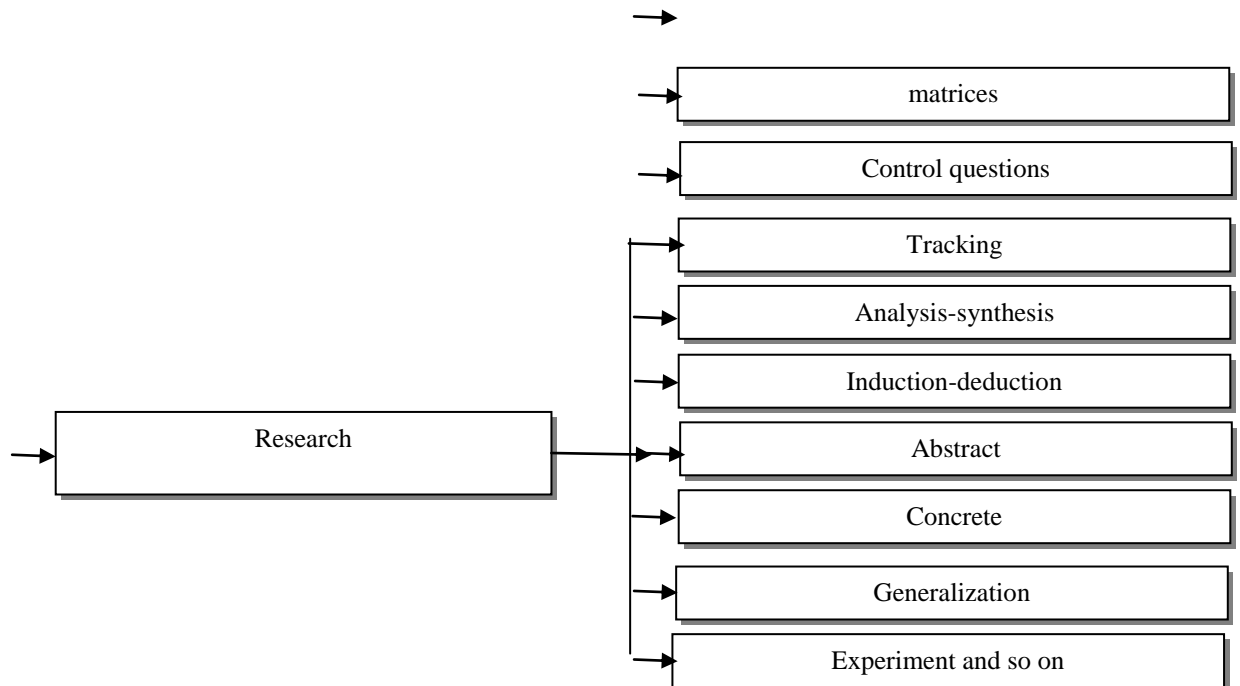 matrices
Control questions
Tracking
Analysis-synthesis
Induction-deduction
Research
Abstract
Concrete
Generalization
Experiment and so on